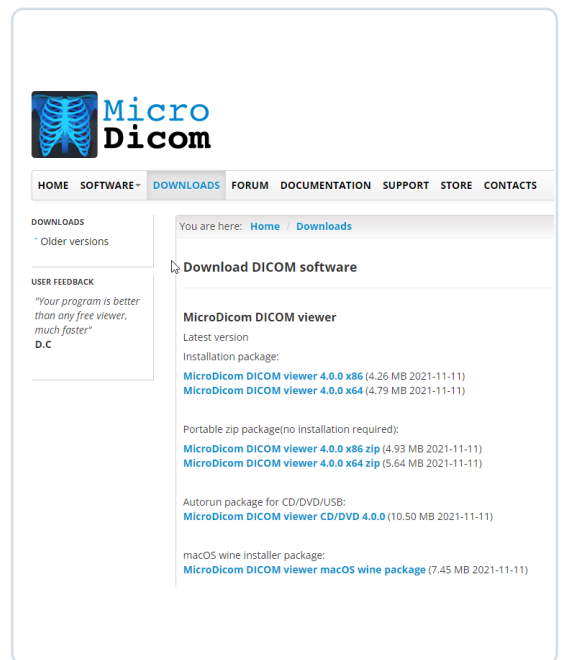 Micro
Dicom
HOME SOFTWARE DOWNLOADS FORUM DOCUMENTATION SUPPORT STORE CONTACTS
DOWNLOADS
Older versions
USER FEEDBACK
"Your program is better
than any free viewer,
much faster"
D.C
You are here: Home / Downloads
Download DICOM software
MicroDicom DICOM viewer
Latest version
Installation package:
MicroDicom DICOM viewer 4.0.0 x86 (4.26 MB 2021-11-11)
MicroDicom DICOM viewer 4.0.0 x64 (4.79 MB 2021-11-11)
Portable zip package(no installation required):
MicroDicom DICOM viewer 4.0.0 x86 zip (4.93 MB 2021-11-11)
MicroDicom DICOM viewer 4.0.0 x64 zip (5.64 MB 2021-11-11)
Autorun package for CD/DVD/USB:
MicroDicom DICOM viewer CD/DVD 4.0.0 (10.50 MB 2021-11-11)
macOS wine installer package:
MicroDicom DICOM viewer macOS wine package (7.45 MB 2021-11-11)